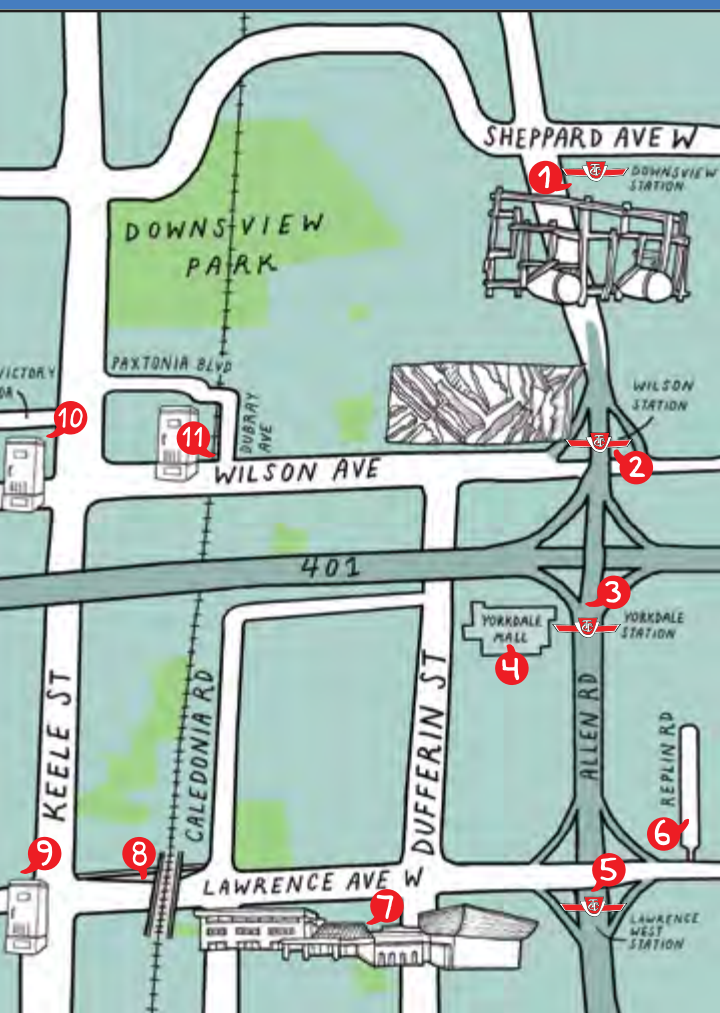 SHEPPARD AVE W
1
DOWNSVIEW
STATION
DOWNSVIEW
PARK
PAXTONIA BLVD
VICTORY
DR.
10
11
DUBRAY
AVE
WILSON
STATION
2
WILSON AVE
401
3
YORKDALE
MALL
YORKDALE
STATION
4
KEELE ST
CALEDONIA RD
DUFFERIN ST
ALLEN RD
REPLIN RD
6
9
8
5
LAWRENCE AVE W
7
LAWRENCE
WEST
STATION